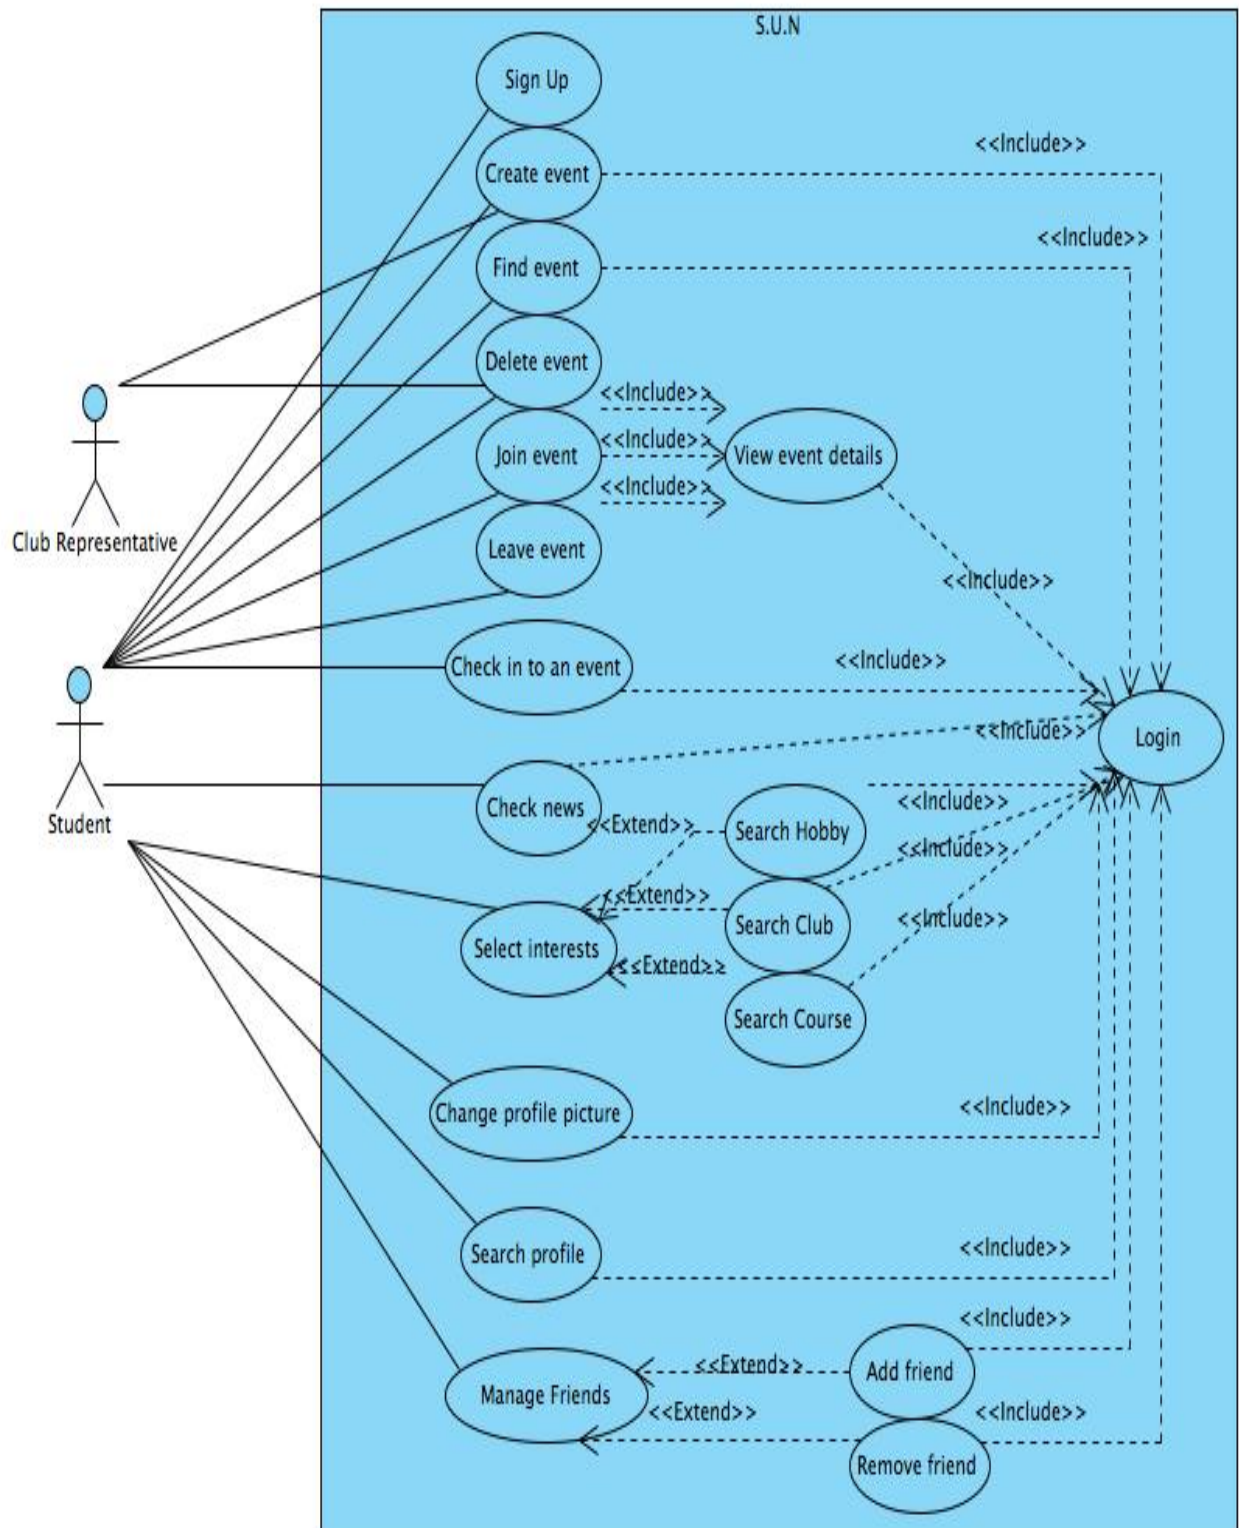 S.U.N
Sign Up
<<Include>>
Create event
<<Include>>
Find event
Delete event
<<Include>>
<<Include>>
Join event
View event details
<<Include>>
Club Representative
Leave event
<<Include>>
Check in to an event
<<Include>>
<<Include>>
Login
Check news
<<Include>>
Student
<<Extend>>
Search Hobby
<<Include>>
<<Extend>>
<<Include>>
Search Club
Select interests
<<Extend>>
Search Course
Change profile picture
<<Include>>
Search profile
<<Include>>
<<Include>>
<<Extend>>
Add friend
Manage Friends
<<Extend>>
<<Include>>
Remove friend